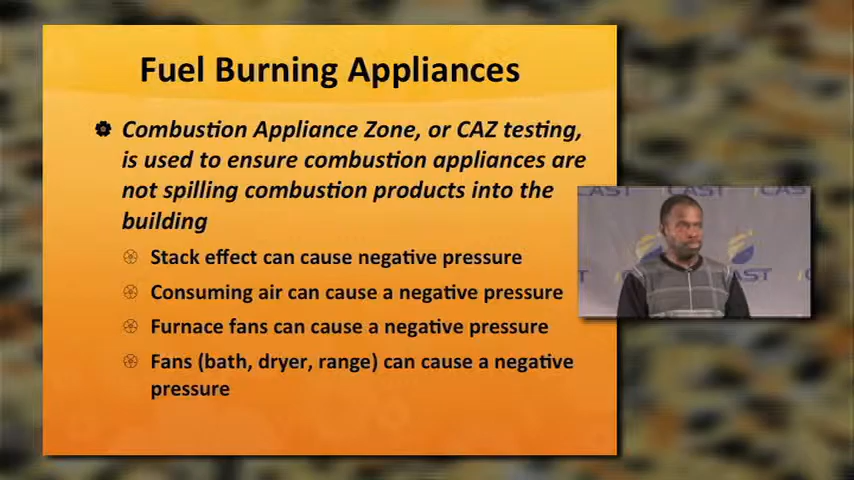 Fuel Burning Appliances
Combustion Appliance Zone, or CAZ testing,
is used to ensure combustion appliances are
not spilling combustion products into the
building
Stack effect can cause negative pressure
Consuming air can cause a negative pressure
Furnace fans can cause a negative pressure
Fans (bath, dryer, range) can cause a negative
pressure
CAST CAST CAST
AST